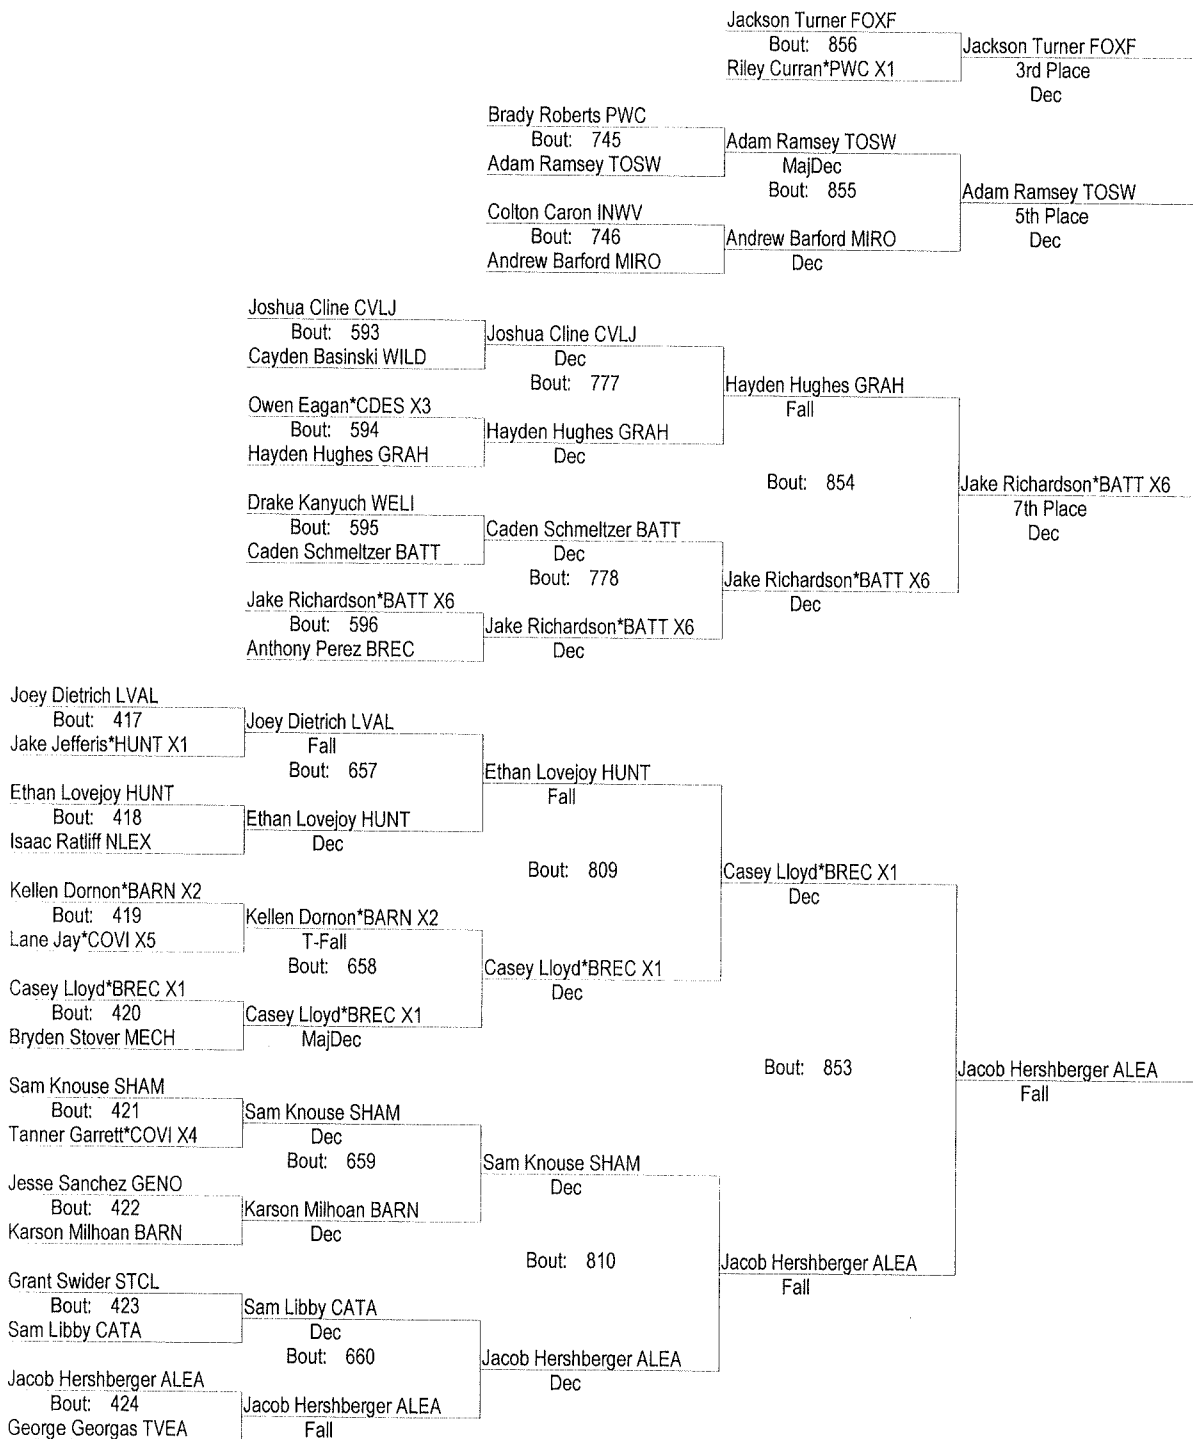 Jackson Turner FOXF
Bout: 856
Riley Curran*PWC X1
Jackson Turner FOXF
3rd Place
Dec
Brady Roberts PWC
Bout: 745
Adam Ramsey TOSW
Adam Ramsey TOSW
MajDec
Bout: 855
Colton Caron INWV
Bout: 746
Andrew Barford MIRO
Andrew Barford MIRO
Dec
Adam Ramsey TOSW
5th Place
Dec
Joshua Cline CVLJ
Bout: 593
Cayden Basinski WILD
Joshua Cline CVLJ
Dec
Bout: 777
Owen Eagan*CDES X3
Bout: 594
Hayden Hughes GRAH
Hayden Hughes GRAH
Dec
Hayden Hughes GRAH
Fall
Bout: 854
Drake Kanyuch WELI
Bout: 595
Caden Schmeltzer BATT
Caden Schmeltzer BATT
Dec
Bout: 778
Jake Richardson*BATT X6
Bout: 596
Anthony Perez BREC
Jake Richardson*BATT X6
Dec
Jake Richardson*BATT X6
Dec
Jake Richardson*BATT X6
7th Place
Dec
Joey Dietrich LVAL
Bout: 417
Jake Jefferis*HUNT X1
Joey Dietrich LVAL
Fall
Bout: 657
Ethan Lovejoy HUNT
Bout: 418
Isaac Ratliff NLEX
Ethan Lovejoy HUNT
Dec
Ethan Lovejoy HUNT
Fall
Bout: 809
Kellen Dornon*BARN X2
Bout: 419
Lane Jay*COVI X5
Kellen Dornon*BARN X2
T-Fall
Bout: 658
Casey Lloyd*BREC X1
Bout: 420
Bryden Stover MECH
Casey Lloyd*BREC X1
MajDec
Casey Lloyd*BREC X1
Dec
Casey Lloyd*BREC X1
Dec
Bout: 853
Sam Knouse SHAM
Bout: 421
Tanner Garrett*COVI X4
Sam Knouse SHAM
Dec
Bout: 659
Jesse Sanchez GENO
Bout: 422
Karson Milhoan BARN
Karson Milhoan BARN
Dec
Sam Knouse SHAM
Dec
Bout: 810
Grant Swider STCL
Bout: 423
Sam Libby CATA
Sam Libby CATA
Dec
Bout: 660
Jacob Hershberger ALEA
Bout: 424
George Georgas TVEA
Jacob Hershberger ALEA
Fall
Jacob Hershberger ALEA
Dec
Jacob Hershberger ALEA
Fall
Jacob Hershberger ALEA
Fall